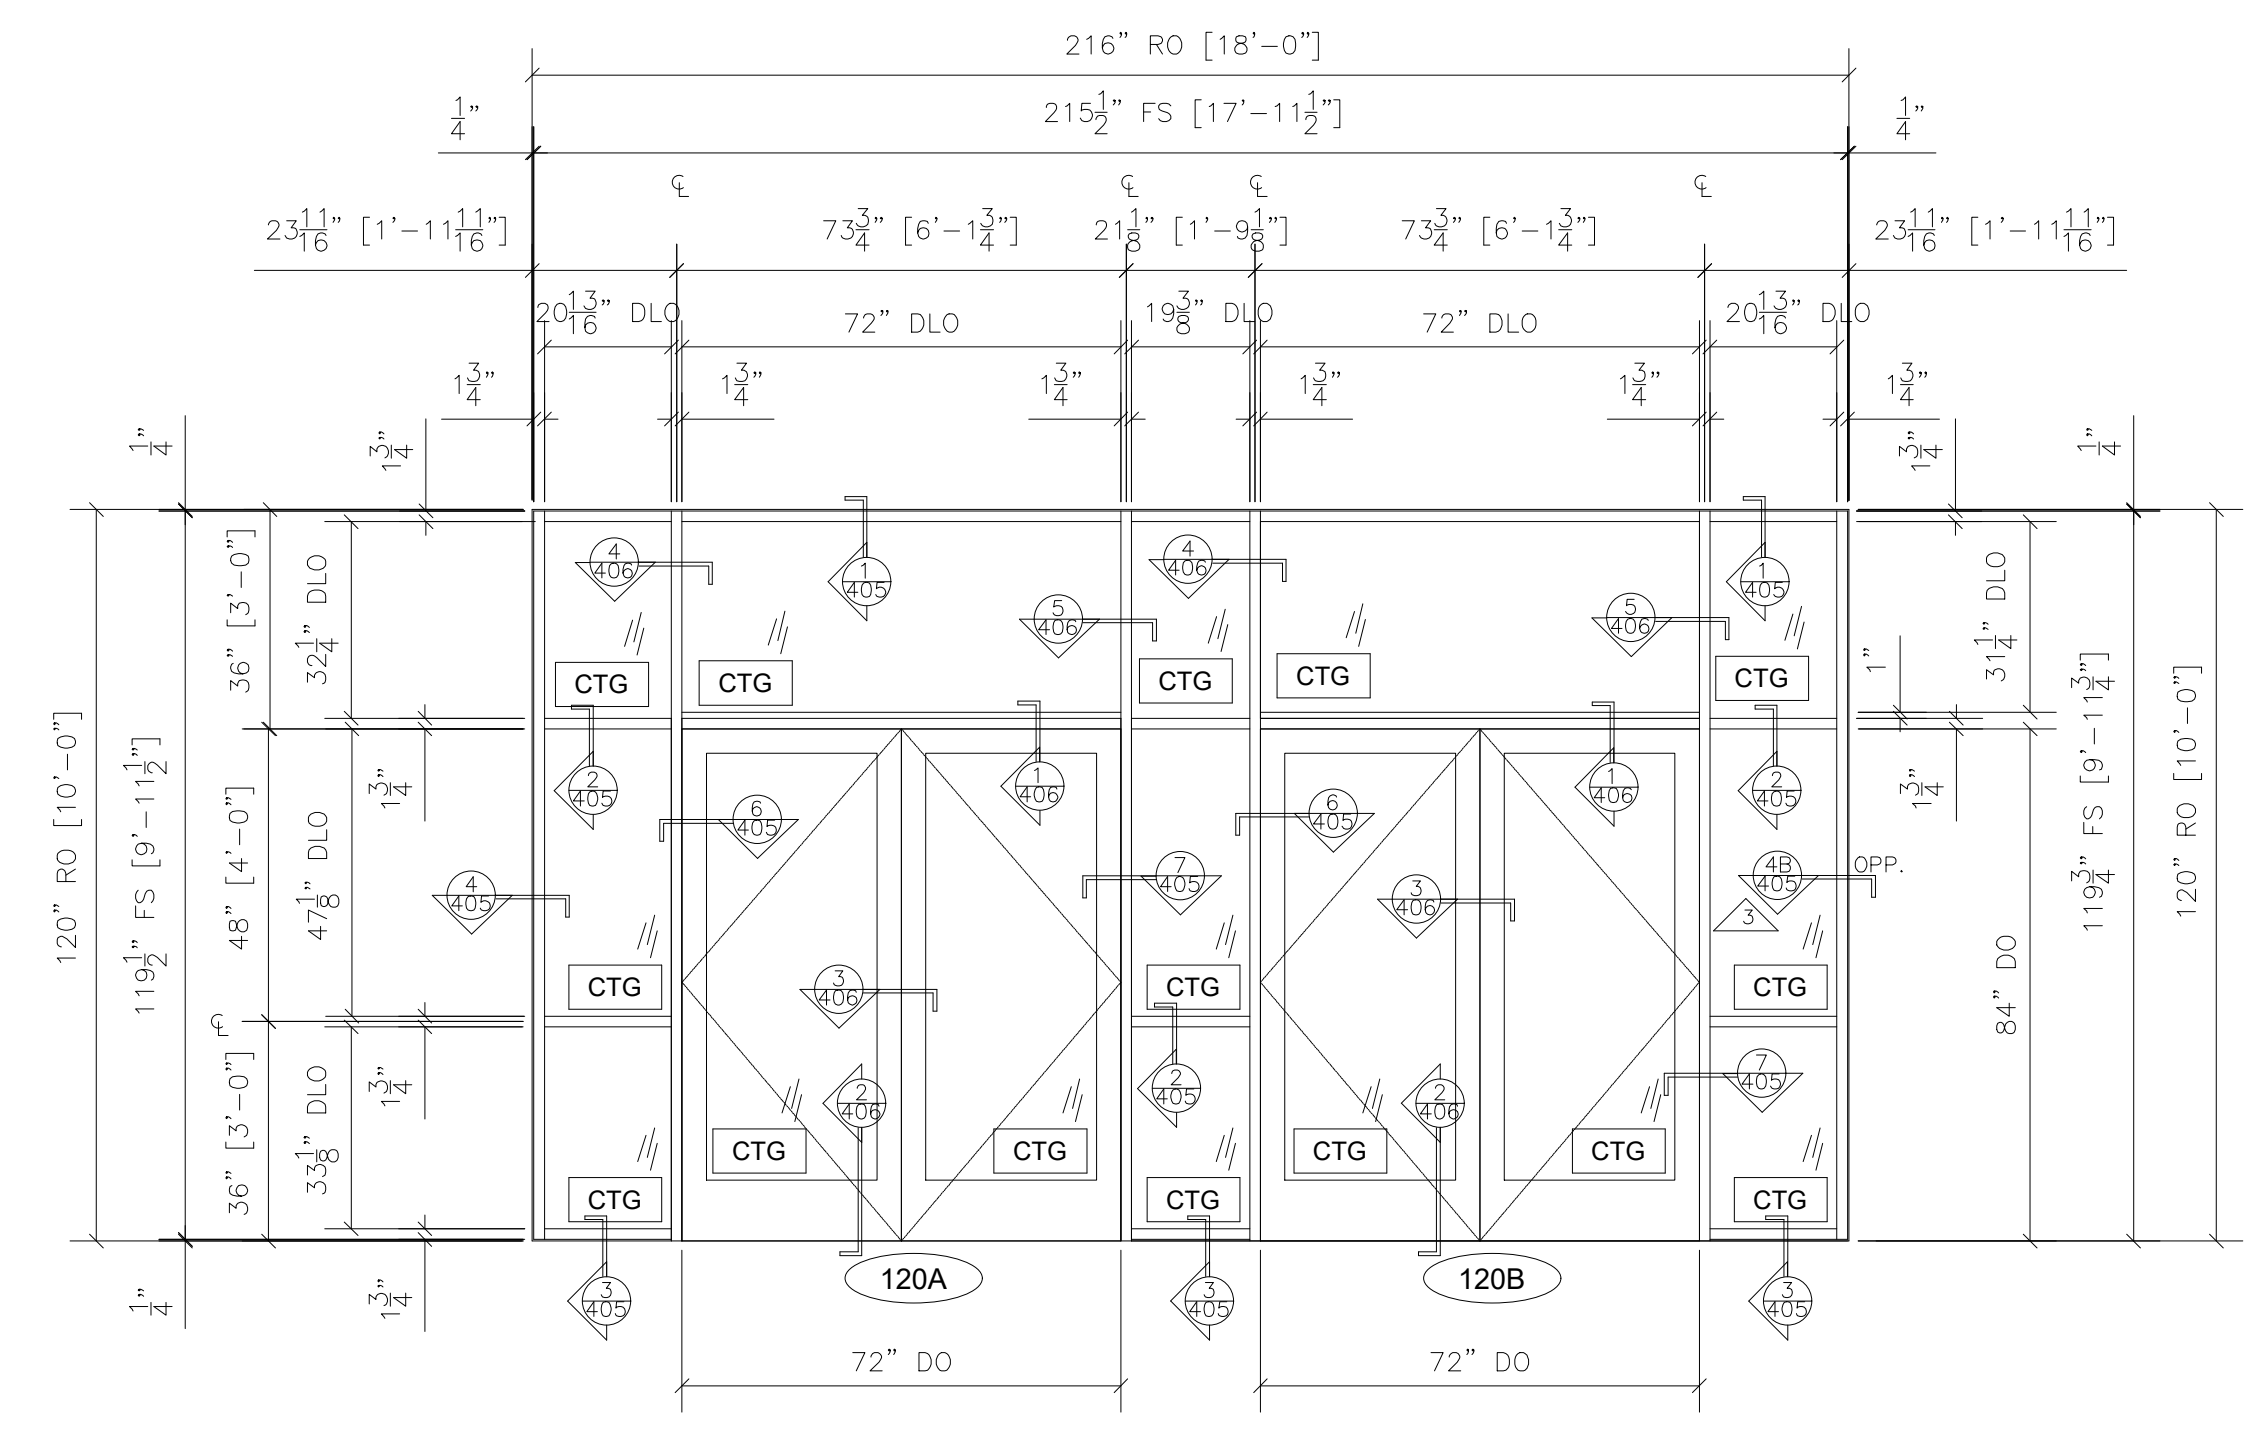 216” RO [18’-0”]
1/4” 215 1/2” FS [17’-11 1/2”] 1/4”
℄ ℄ ℄ ℄
23 11/16” [1’-11 11/16”] 73 3/4” [6’-1 3/4”] 21 1/8” [1’-9 1/8”] 73 3/4” [6’-1 3/4”] 23 11/16” [1’-11 11/16”]
20 13/16” DLO 72” DLO 19 3/8” DLO 72” DLO 20 13/16” DLO
1 3/4” 1 3/4” 1 3/4” 1 3/4” 1 3/4” 1 3/4”
1/4” 1 3/4” 1 3/4” 1/4”
120” RO [10’-0”]
119 1/2” FS [9’-11 1/2”]
36” [3’-0”]
48” [4’-0”]
℄
36” [3’-0”]
32 1/4” DLO
47 1/8” DLO
33 1/8” DLO
1 3/4”
1 3/4”
1/4” 1 3/4”
4 1 4 1
406 405 406 405
5 5
406 406
CTG CTG CTG CTG CTG
2 1 1 2
405 406 406 405
6 6
405 405
4 7 3 4B OPP.
405 405 406 405
3
CTG CTG CTG
3
406
2 2 2 7
406 405 406 405
CTG CTG CTG CTG
CTG CTG CTG
3 120A 3 120B 3
405 405 405
72” DO 72” DO
1”
1 3/4”
31 1/4” DLO
84” DO
119 3/4” FS [9’-11 3/4”]
120” RO [10’-0”]